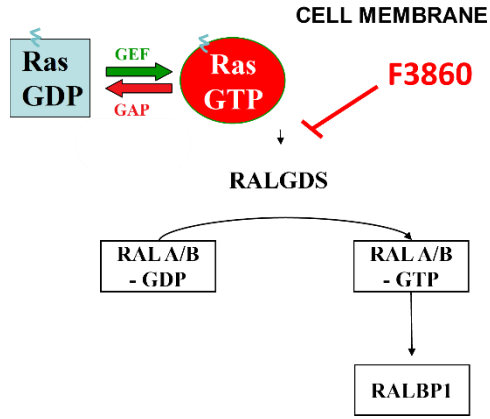 CELL MEMBRANE
Ras
GDP
GEF
GAP
Ras
GTP
F3860
RALGDS
RAL A/B
- GDP
RAL A/B
- GTP
RALBP1